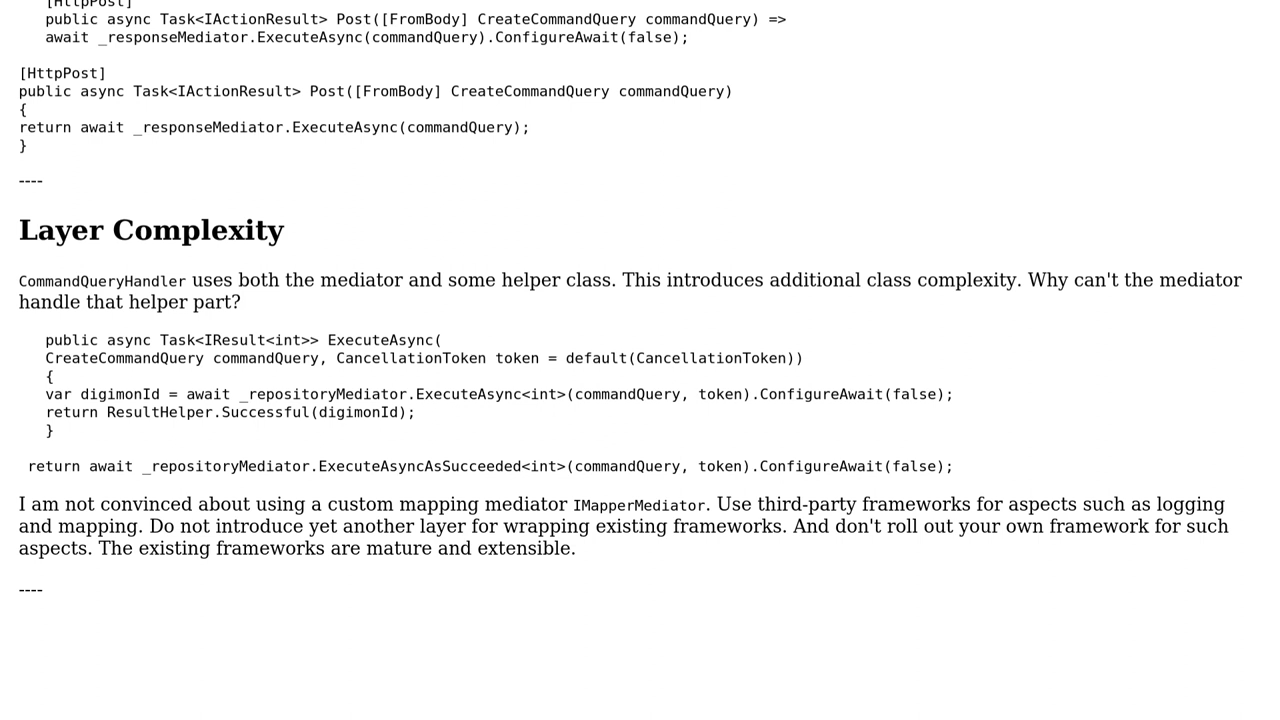 [HttpPost]
public async Task<IActionResult> Post([FromBody] CreateCommandQuery commandQuery) =>
await _responseMediator.ExecuteAsync(commandQuery).ConfigureAwait(false);
[HttpPost]
public async Task<IActionResult> Post([FromBody] CreateCommandQuery commandQuery)
{
return await _responseMediator.ExecuteAsync(commandQuery);
}
----
Layer Complexity
CommandQueryHandler uses both the mediator and some helper class. This introduces additional class complexity. Why can't the mediator
handle that helper part?
public async Task<IResult<int>> ExecuteAsync(
CreateCommandQuery commandQuery, CancellationToken token = default(CancellationToken))
{
var digimonId = await _repositoryMediator.ExecuteAsync<int>(commandQuery, token).ConfigureAwait(false);
return ResultHelper.Successful(digimonId);
}
return await _repositoryMediator.ExecuteAsyncAsSucceeded<int>(commandQuery, token).ConfigureAwait(false);
I am not convinced about using a custom mapping mediator IMapperMediator. Use third-party frameworks for aspects such as logging
and mapping. Do not introduce yet another layer for wrapping existing frameworks. And don't roll out your own framework for such
aspects. The existing frameworks are mature and extensible.
----